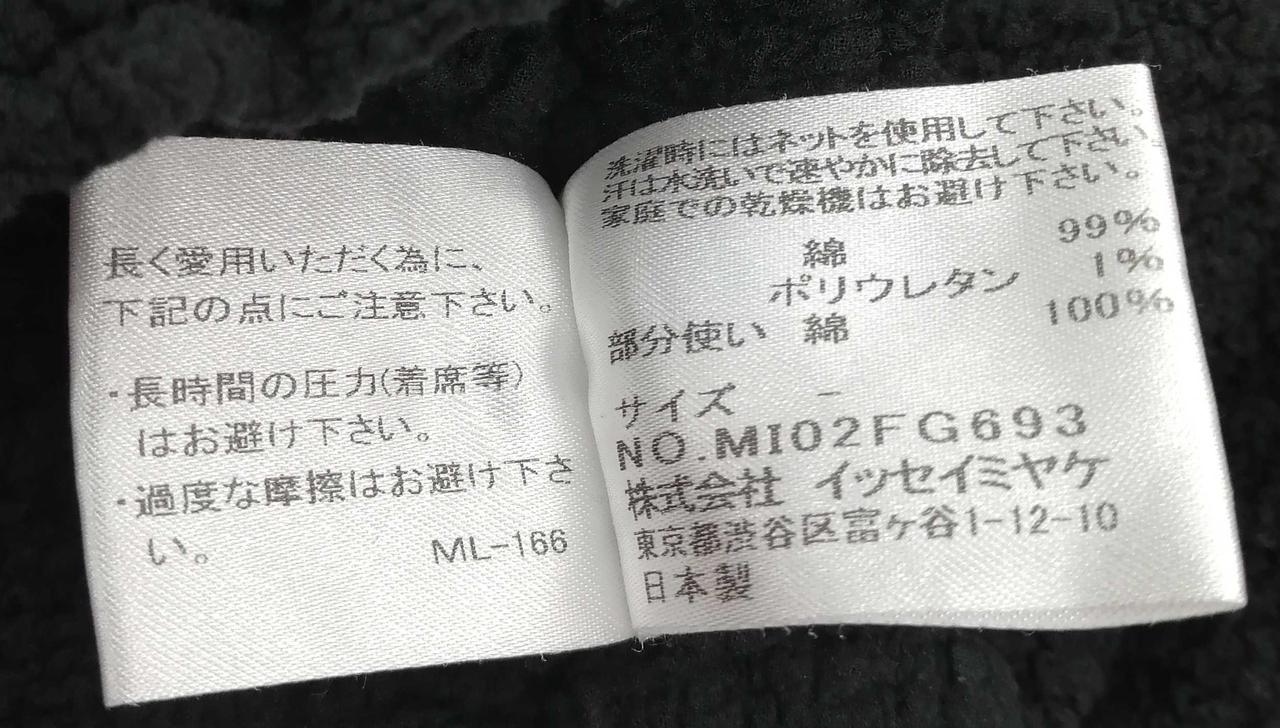 長く愛用いただく為に、
下記の点にご注意下さい。
・長時間の圧力(着席等)
はお避け下さい。
・過度な摩擦はお避け下さ
い。
ML-166
洗濯時にはネットを使用して下さい。
汗は水洗いで速やかに除去して下さい
家庭での乾燥機はお避け下さい。
綿 99%
ポリウレタン 1%
部分使い 綿 100%
サイズ －
NO.MI02FG693
株式会社 イッセイミヤケ
東京都渋谷区富ヶ谷1-12-10
日本製